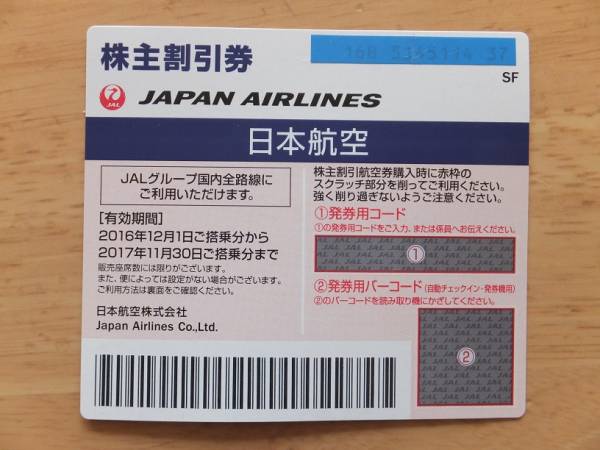 株主割引券
SF
JAL
JAPAN AIRLINES
日本航空
JALグループ国内全路線に
ご利用いただけます。
[有効期間]
2016年12月1日ご搭乗分から
2017年11月30日ご搭乗分まで
販売座席数には限りがございます。
また、便によっては設定がない場合がございます。
ご利用方法は裏面をご確認ください。
日本航空株式会社
Japan Airlines Co.,Ltd.
株主割引航空券購入時に赤枠の
スクラッチ部分を削ってご利用ください。
強く削り過ぎないようご注意ください。
①発券用コード
①の発券用コードをご入力、または係員へお伝えください。
①
②発券用バーコード(自動チェックイン・発券機用)
②のバーコードを読み取り機にかざしてください。
②